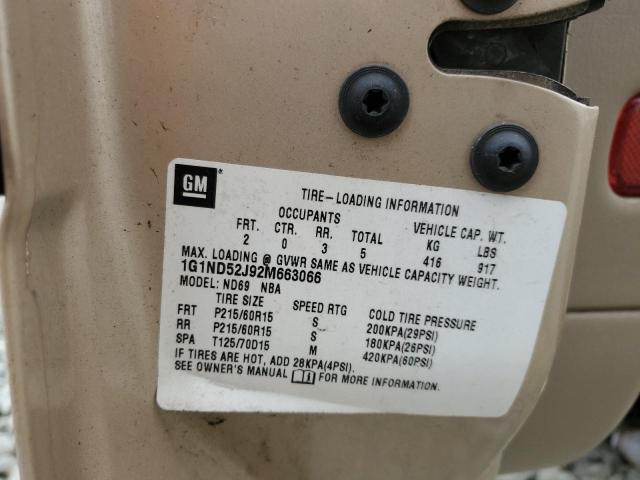 GM
TIRE-LOADING INFORMATION
OCCUPANTS VEHICLE CAP. WT.
FRT. CTR. RR. TOTAL KG LBS
2 0 3 5 416 917
MAX. LOADING @ GVWR SAME AS VEHICLE CAPACITY WEIGHT.
1G1ND52J92M663066
MODEL: ND69 NBA
TIRE SIZE SPEED RTG COLD TIRE PRESSURE
FRT P215/60R15 S 200KPA(29PSI)
RR P215/60R15 S 180KPA(26PSI)
SPA T125/70D15 M 420KPA(60PSI)
IF TIRES ARE HOT, ADD 28KPA(4PSI).
SEE OWNER'S MANUAL FOR MORE INFORMATION.